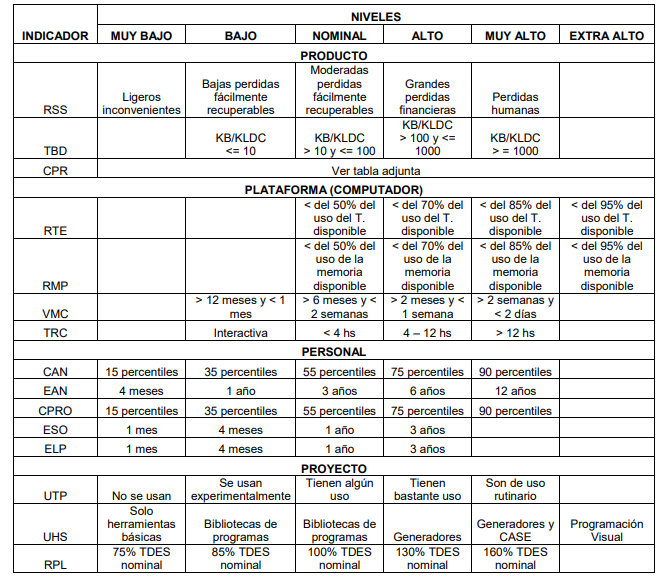 NIVELES
INDICADOR MUY BAJO BAJO NOMINAL ALTO MUY ALTO EXTRA ALTO
PRODUCTO
RSS Ligeros inconvenientes Bajas perdidas fácilmente recuperables Moderadas perdidas fácilmente recuperables Grandes perdidas financieras Perdidas humanas
TBD KB/KLDC <= 10 KB/KLDC > 10 y <= 100 KB/KLDC > 100 y <= 1000 KB/KLDC > = 1000
CPR Ver tabla adjunta
PLATAFORMA (COMPUTADOR)
RTE < del 50% del uso del T. disponible < del 70% del uso del T. disponible < del 85% del uso del T. disponible < del 95% del uso del T. disponible
RMP < del 50% del uso de la memoria disponible < del 70% del uso de la memoria disponible < del 85% del uso de la memoria disponible < del 95% del uso de la memoria disponible
VMC > 12 meses y < 1 mes > 6 meses y < 2 semanas > 2 meses y < 1 semana > 2 semanas y < 2 días
TRC Interactiva < 4 hs 4 – 12 hs > 12 hs
PERSONAL
CAN 15 percentiles 35 percentiles 55 percentiles 75 percentiles 90 percentiles
EAN 4 meses 1 año 3 años 6 años 12 años
CPRO 15 percentiles 35 percentiles 55 percentiles 75 percentiles 90 percentiles
ESO 1 mes 4 meses 1 año 3 años
ELP 1 mes 4 meses 1 año 3 años
PROYECTO
UTP No se usan Se usan experimentalmente Tienen algún uso Tienen bastante uso Son de uso rutinario
UHS Solo herramientas básicas Bibliotecas de programas Bibliotecas de programas Generadores Generadores y CASE Programación Visual
RPL 75% TDES nominal 85% TDES nominal 100% TDES nominal 130% TDES nominal 160% TDES nominal